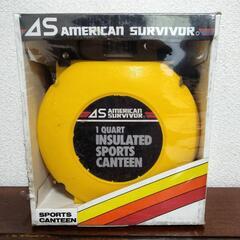 AS AMERICAN SURVIVOR®
AS AMERICAN
SURVIVOR®
1 QUART
INSULATED
SPORTS
CANTEEN
SPORTS
CANTEEN